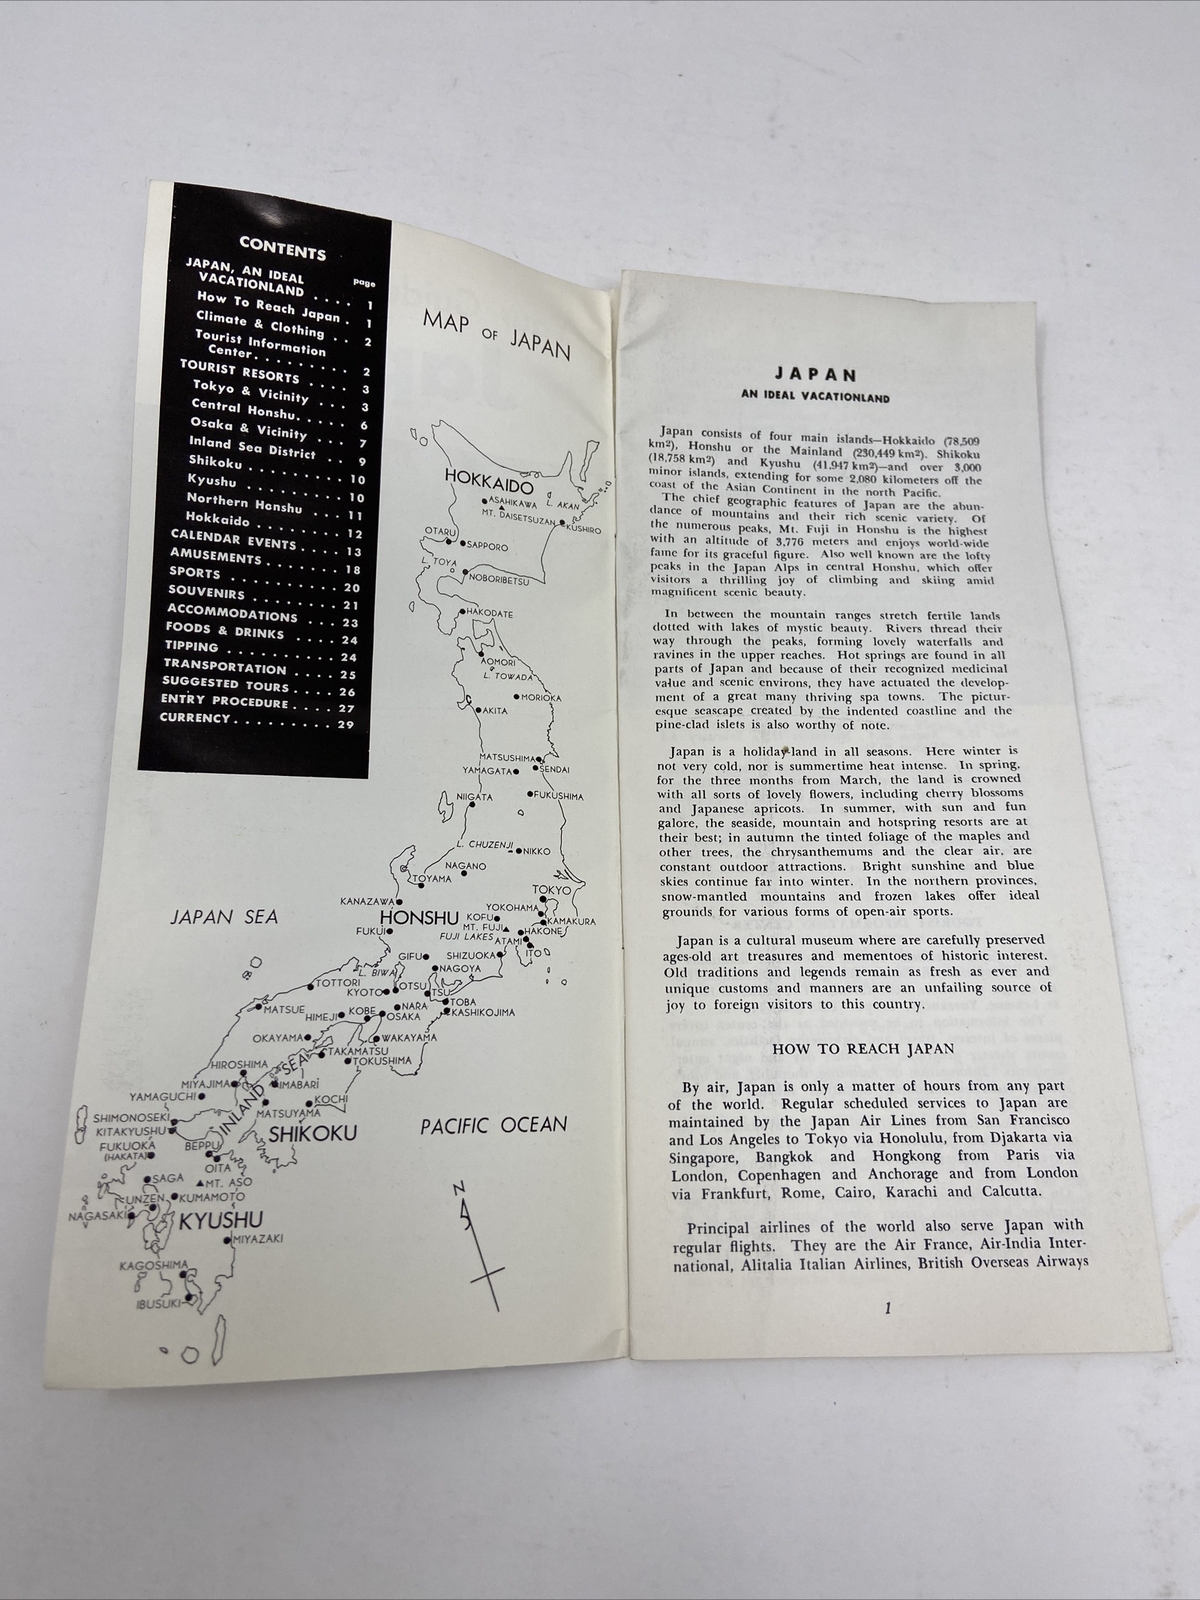 CONTENTS
page
JAPAN, AN IDEAL
VACATIONLAND . . . . 1
How To Reach Japan . 1
Climate & Clothing . . 2
Tourist Information
Center . . . . . . . . . 2
TOURIST RESORTS . . . . 3
Tokyo & Vicinity . . . 3
Central Honshu. . . . . 6
Osaka & Vicinity . . . 7
Inland Sea District . . 9
Shikoku . . . . . . . . 10
Kyushu . . . . . . . . 10
Northern Honshu . . . 11
Hokkaido . . . . . . . 12
CALENDAR EVENTS . . . . 13
AMUSEMENTS . . . . . . . 18
SPORTS . . . . . . . . . . 20
SOUVENIRS . . . . . . . . 21
ACCOMMODATIONS . . . . 23
FOODS & DRINKS . . . . 24
TIPPING . . . . . . . . . . 24
TRANSPORTATION . . . . 25
SUGGESTED TOURS . . . . 26
ENTRY PROCEDURE . . . . 27
CURRENCY . . . . . . . . . 29
MAP OF JAPAN
HOKKAIDO
ASAHIKAWA
L. AKAN
MT. DAISETSUZAN
KUSHIRO
OTARU
SAPPORO
L. TOYA
NOBORIBETSU
HAKODATE
AOMORI
L. TOWADA
MORIOKA
AKITA
MATSUSHIMA
YAMAGATA
SENDAI
NIIGATA
FUKUSHIMA
L. CHUZENJI
NIKKO
NAGANO
TOYAMA
TOKYO
KANAZAWA
YOKOHAMA
JAPAN SEA
HONSHU
KOFU
KAMAKURA
MT. FUJI
FUKUI
HAKONE
FUJI LAKES
ATAMI
ITO
GIFU
SHIZUOKA
L. BIWA
NAGOYA
TOTTORI
KYOTO
OTSU
TSU
TOBA
MATSUE
NARA
KASHIKOJIMA
HIMEJI
KOBE
OSAKA
OKAYAMA
WAKAYAMA
TAKAMATSU
TOKUSHIMA
HIROSHIMA
INLAND SEA
MIYAJIMA
IMABARI
YAMAGUCHI
KOCHI
MATSUYAMA
SHIMONOSEKI
KITAKYUSHU
SHIKOKU
PACIFIC OCEAN
FUKUOKA
(HAKATA)
BEPPU
OITA
SAGA
MT. ASO
UNZEN
KUMAMOTO
NAGASAKI
KYUSHU
MIYAZAKI
KAGOSHIMA
IBUSUKI
N
JAPAN
AN IDEAL VACATIONLAND
Japan consists of four main islands—Hokkaido (78,509
km²), Honshu or the Mainland (230,449 km²), Shikoku
(18,758 km²) and Kyushu (41,947 km²)—and over 3,000
minor islands, extending for some 2,080 kilometers off the
coast of the Asian Continent in the north Pacific.
The chief geographic features of Japan are the abun-
dance of mountains and their rich scenic variety. Of
the numerous peaks, Mt. Fuji in Honshu is the highest
with an altitude of 3,776 meters and enjoys world-wide
fame for its graceful figure. Also well known are the lofty
peaks in the Japan Alps in central Honshu, which offer
visitors a thrilling joy of climbing and skiing amid
magnificent scenic beauty.
In between the mountain ranges stretch fertile lands
dotted with lakes of mystic beauty. Rivers thread their
way through the peaks, forming lovely waterfalls and
ravines in the upper reaches. Hot springs are found in all
parts of Japan and because of their recognized medicinal
value and scenic environs, they have actuated the develop-
ment of a great many thriving spa towns. The pictur-
esque seascape created by the indented coastline and the
pine-clad islets is also worthy of note.
Japan is a holiday-land in all seasons. Here winter is
not very cold, nor is summertime heat intense. In spring,
for the three months from March, the land is crowned
with all sorts of lovely flowers, including cherry blossoms
and Japanese apricots. In summer, with sun and fun
galore, the seaside, mountain and hotspring resorts are at
their best; in autumn the tinted foliage of the maples and
other trees, the chrysanthemums and the clear air, are
constant outdoor attractions. Bright sunshine and blue
skies continue far into winter. In the northern provinces,
snow-mantled mountains and frozen lakes offer ideal
grounds for various forms of open-air sports.
Japan is a cultural museum where are carefully preserved
ages-old art treasures and mementoes of historic interest.
Old traditions and legends remain as fresh as ever and
unique customs and manners are an unfailing source of
joy to foreign visitors to this country.
HOW TO REACH JAPAN
By air, Japan is only a matter of hours from any part
of the world. Regular scheduled services to Japan are
maintained by the Japan Air Lines from San Francisco
and Los Angeles to Tokyo via Honolulu, from Djakarta via
Singapore, Bangkok and Hongkong from Paris via
London, Copenhagen and Anchorage and from London
via Frankfurt, Rome, Cairo, Karachi and Calcutta.
Principal airlines of the world also serve Japan with
regular flights. They are the Air France, Air-India Inter-
national, Alitalia Italian Airlines, British Overseas Airways
1